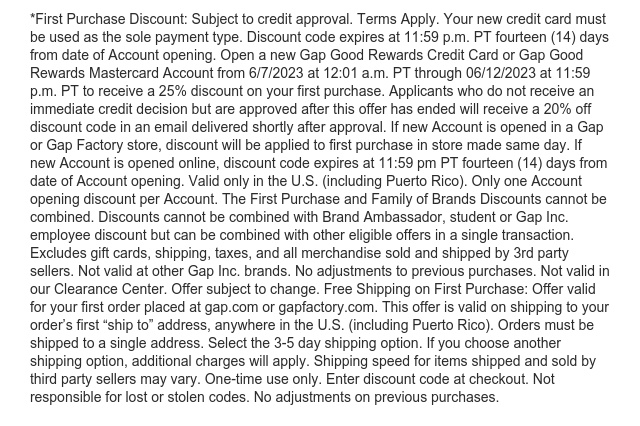 *First Purchase Discount: Subject to credit approval. Terms Apply. Your new credit card must
be used as the sole payment type. Discount code expires at 11:59 p.m. PT fourteen (14) days
from date of Account opening. Open a new Gap Good Rewards Credit Card or Gap Good
Rewards Mastercard Account from 6/7/2023 at 12:01 a.m. PT through 06/12/2023 at 11:59
p.m. PT to receive a 25% discount on your first purchase. Applicants who do not receive an
immediate credit decision but are approved after this offer has ended will receive a 20% off
discount code in an email delivered shortly after approval. If new Account is opened in a Gap
or Gap Factory store, discount will be applied to first purchase in store made same day. If
new Account is opened online, discount code expires at 11:59 pm PT fourteen (14) days from
date of Account opening. Valid only in the U.S. (including Puerto Rico). Only one Account
opening discount per Account. The First Purchase and Family of Brands Discounts cannot be
combined. Discounts cannot be combined with Brand Ambassador, student or Gap Inc.
employee discount but can be combined with other eligible offers in a single transaction.
Excludes gift cards, shipping, taxes, and all merchandise sold and shipped by 3rd party
sellers. Not valid at other Gap Inc. brands. No adjustments to previous purchases. Not valid in
our Clearance Center. Offer subject to change. Free Shipping on First Purchase: Offer valid
for your first order placed at gap.com or gapfactory.com. This offer is valid on shipping to your
order’s first “ship to” address, anywhere in the U.S. (including Puerto Rico). Orders must be
shipped to a single address. Select the 3-5 day shipping option. If you choose another
shipping option, additional charges will apply. Shipping speed for items shipped and sold by
third party sellers may vary. One-time use only. Enter discount code at checkout. Not
responsible for lost or stolen codes. No adjustments on previous purchases.